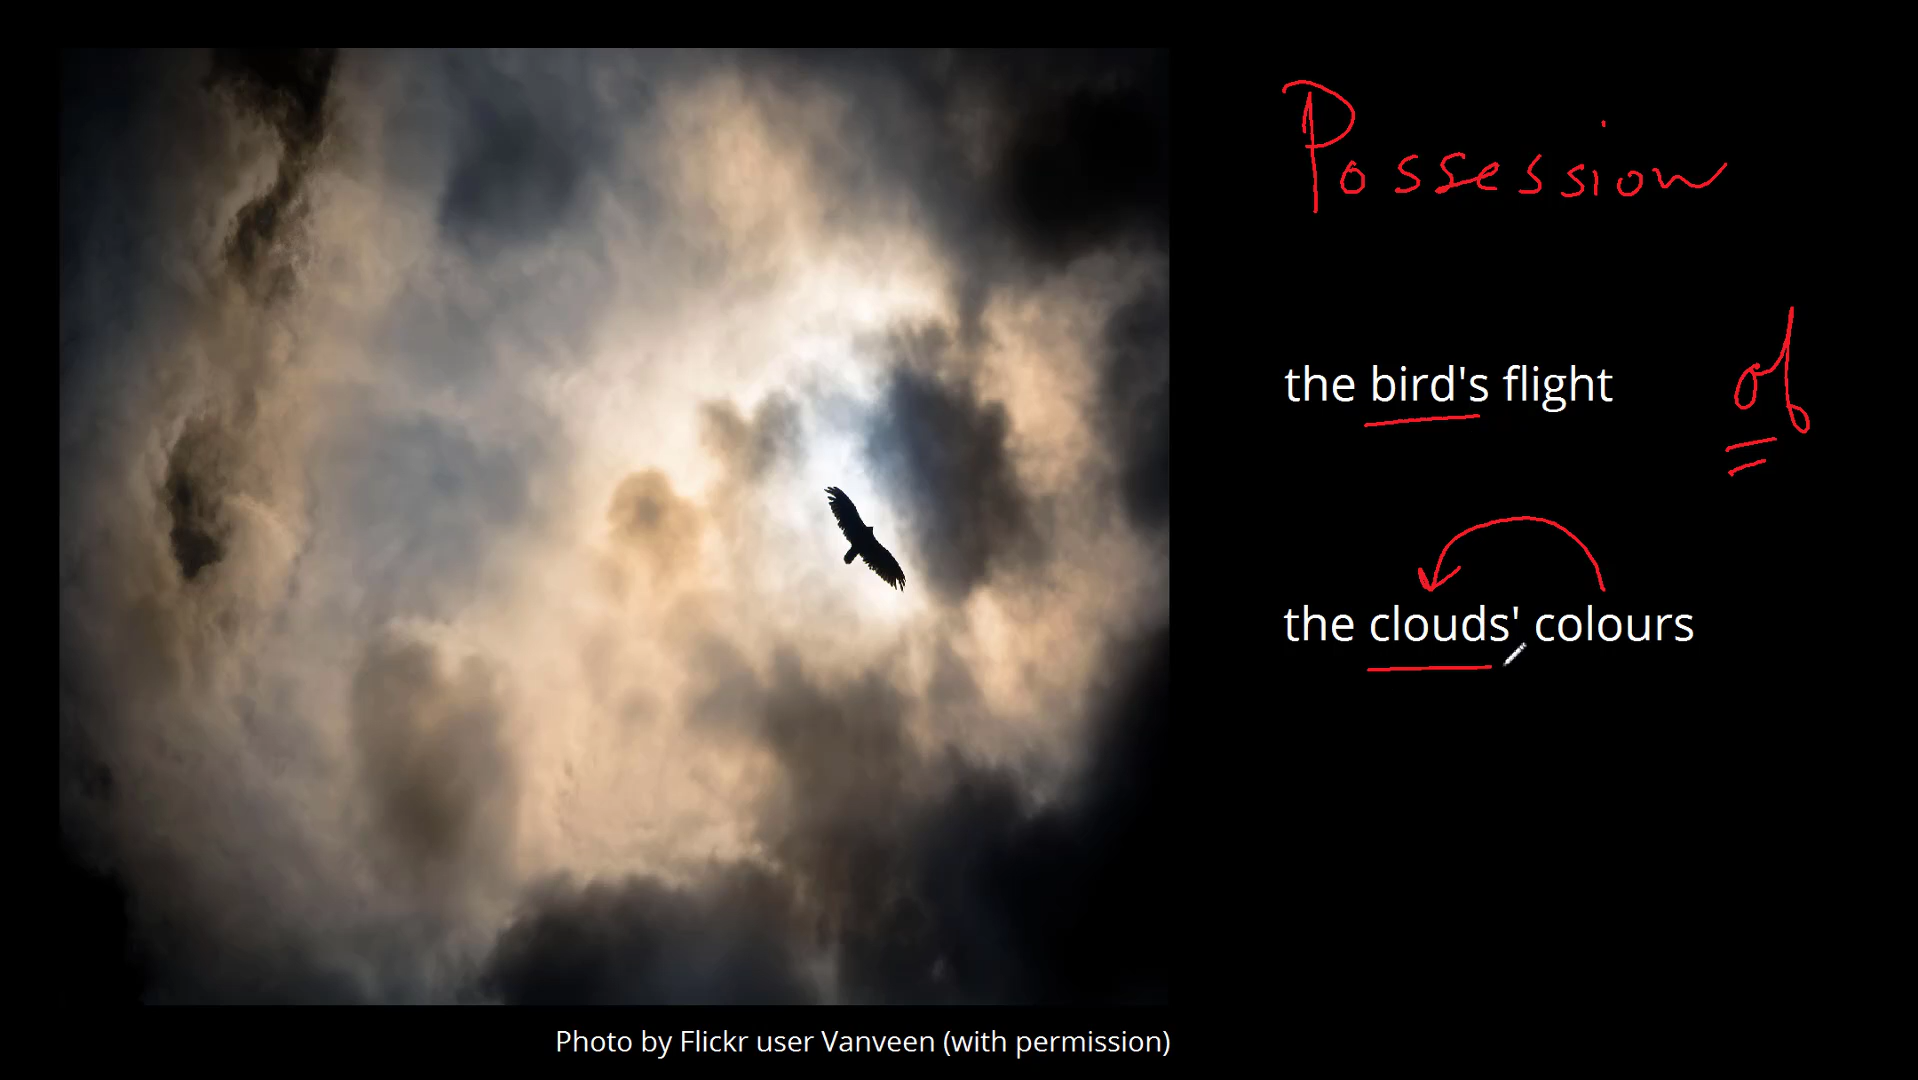 Possession
the bird's flight
of
the clouds' colours
Photo by Flickr user Vanveen (with permission)